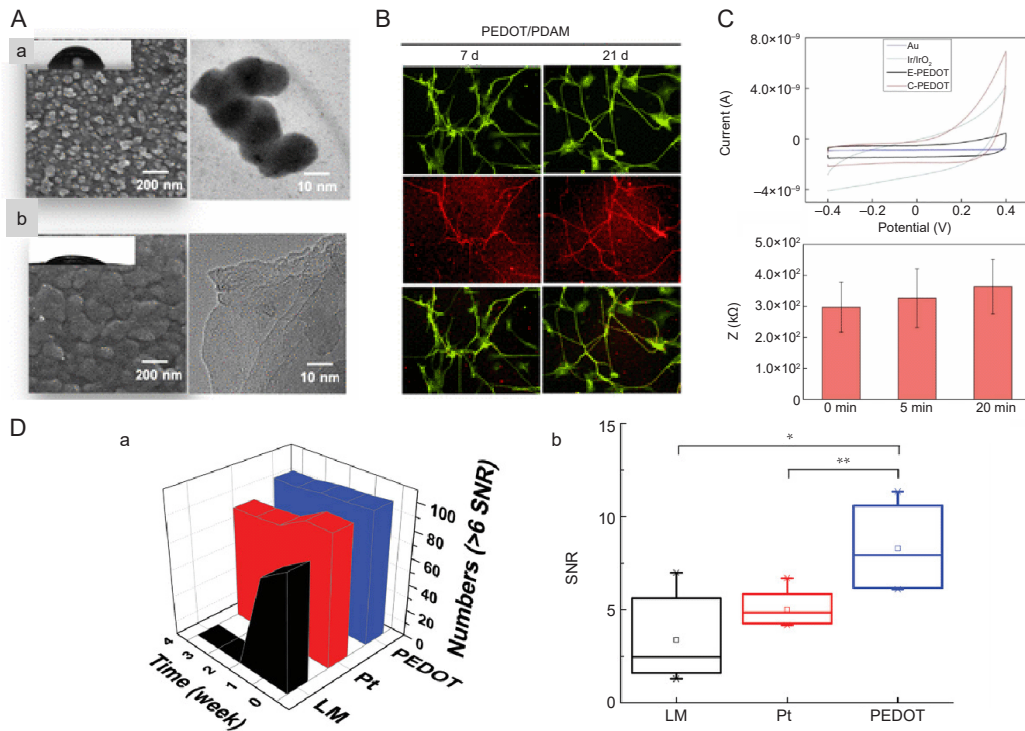 A
a
200 nm
10 nm
b
200 nm
10 nm
B
PEDOT/PDAM
7 d
21 d
C
8.0×10⁻⁹
Current (A)
0
−4×10⁻⁹
Au
Ir/IrO₂
E-PEDOT
C-PEDOT
−0.4
−0.2
0
0.2
0.4
Potential (V)
5.0×10²
4.0×10²
3.0×10²
2.0×10²
1.0×10²
0
Z (kΩ)
0 min
5 min
20 min
D
a
100
80
60
40
20
0
Numbers (>6 SNR)
4
3
2
1
0
Time (week)
LM
Pt
PEDOT
b
15
10
5
0
SNR
*
**
LM
Pt
PEDOT